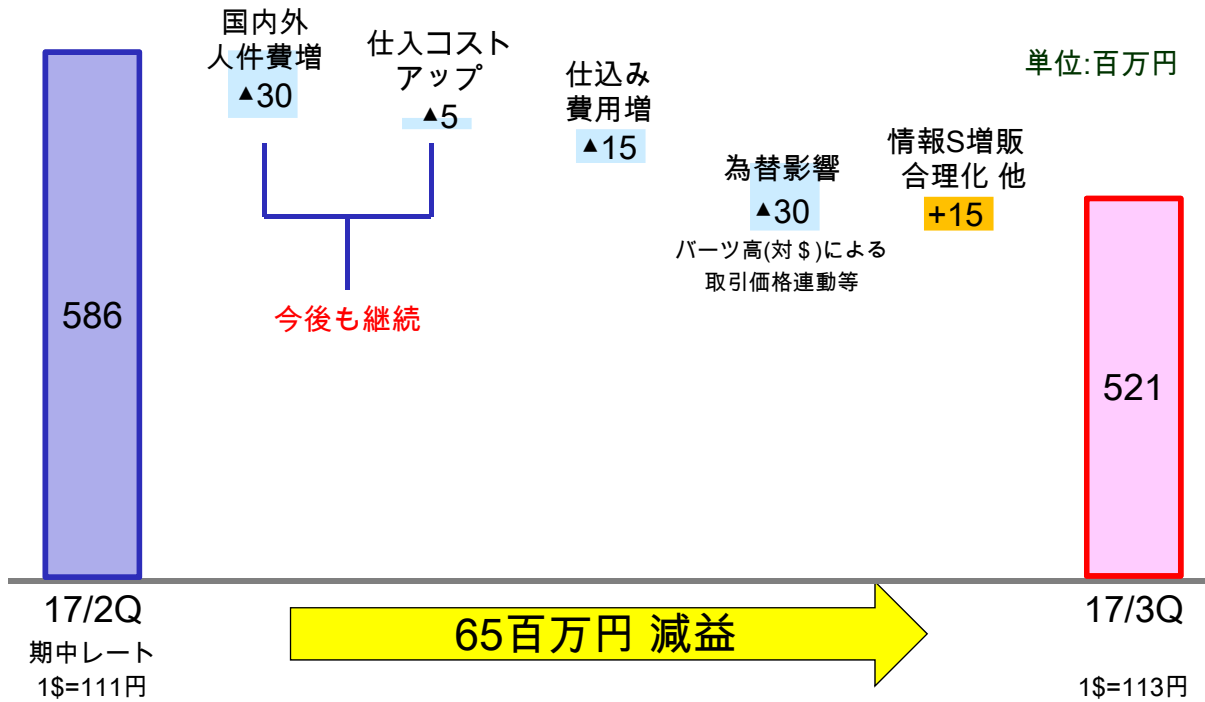 単位:百万円
586
17/2Q
期中レート
1$=111円
国内外
人件費増
▲30
仕入コスト
アップ
▲5
今後も継続
仕込み
費用増
▲15
為替影響
▲30
バーツ高(対＄)による
取引価格連動等
情報S増販
合理化 他
+15
521
17/3Q
1$=113円
65百万円 減益